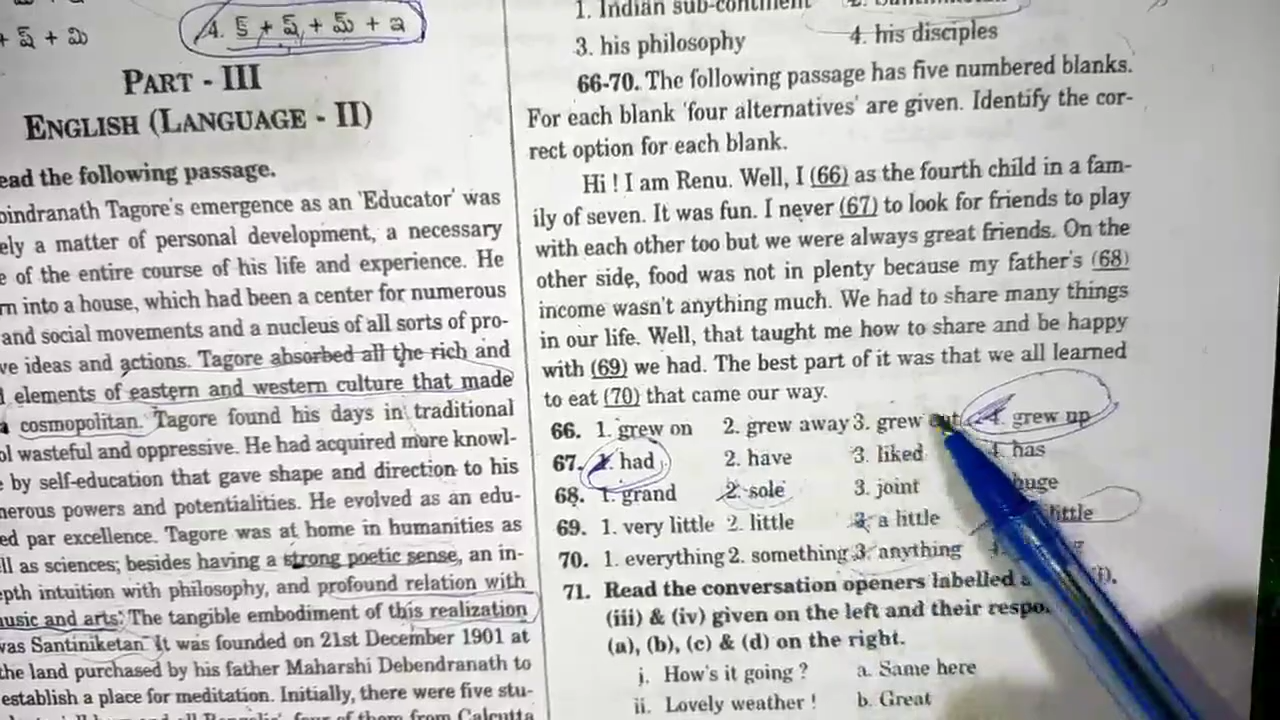 + ష + మ
4. క + ష + మ + ఇ
PART - III
ENGLISH (LANGUAGE - II)
ead the following passage.
bindranath Tagore's emergence as an 'Educator' was
ely a matter of personal development, a necessary
e of the entire course of his life and experience. He
rn into a house, which had been a center for numerous
and social movements and a nucleus of all sorts of pro-
ve ideas and actions. Tagore absorbed all the rich and
elements of eastern and western culture that made
a cosmopolitan. Tagore found his days in traditional
ol wasteful and oppressive. He had acquired more knowl-
e by self-education that gave shape and direction to his
nerous powers and potentialities. He evolved as an edu-
ed par excellence. Tagore was at home in humanities as
ll as sciences; besides having a strong poetic sense, an in-
epth intuition with philosophy, and profound relation with
usic and arts. The tangible embodiment of this realization
was Santiniketan. It was founded on 21st December 1901 at
the land purchased by his father Maharshi Debendranath to
establish a place for meditation. Initially, there were five stu-
four of them from Calcutta
1. Indian sub-continent 2. Santiniketan
3. his philosophy 4. his disciples
66-70. The following passage has five numbered blanks.
For each blank 'four alternatives' are given. Identify the cor-
rect option for each blank.
Hi ! I am Renu. Well, I (66) as the fourth child in a fam-
ily of seven. It was fun. I never (67) to look for friends to play
with each other too but we were always great friends. On the
other side, food was not in plenty because my father's (68)
income wasn't anything much. We had to share many things
in our life. Well, that taught me how to share and be happy
with (69) we had. The best part of it was that we all learned
to eat (70) that came our way.
66. 1. grew on 2. grew away 3. grew out 4. grew up
67. 1. had 2. have 3. liked 4. has
68. 1. grand 2. sole 3. joint huge
69. 1. very little 2. little 3. a little little
70. 1. everything 2. something 3. anything
71. Read the conversation openers labelled
(iii) & (iv) given on the left and their respo
(a), (b), (c) & (d) on the right.
j. How's it going ? a. Same here
ii. Lovely weather ! b. Great